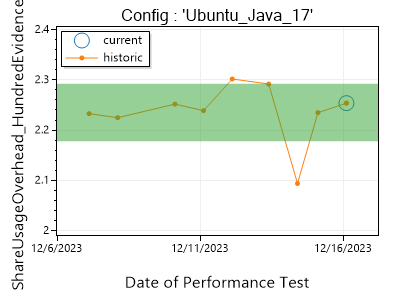 Config : 'Ubuntu_Java_17'
ShareUsageOverhead_HundredEvidence
current
historic
2.4
2.3
2.2
2.1
2
12/6/2023
12/11/2023
12/16/2023
Date of Performance Test